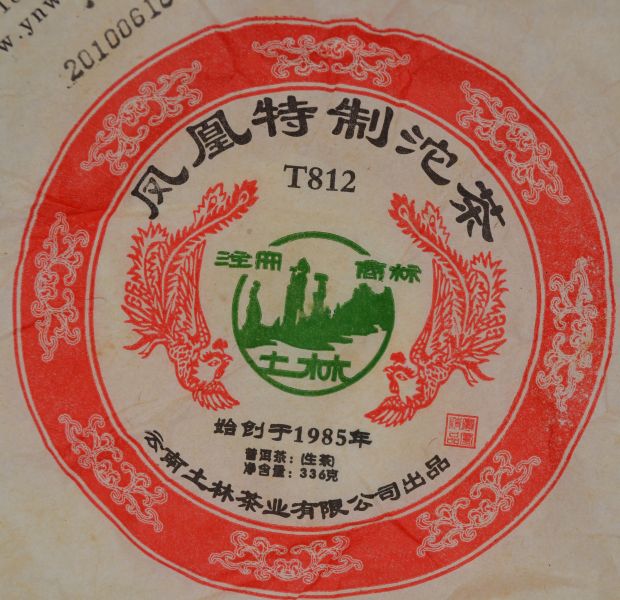 w.ynw
20100618
凤凰特制沱茶
T812
注册 商标
土林
始创于1985年
普洱茶：(生茶)
净含量：336克
云南土林茶业有限公司出品